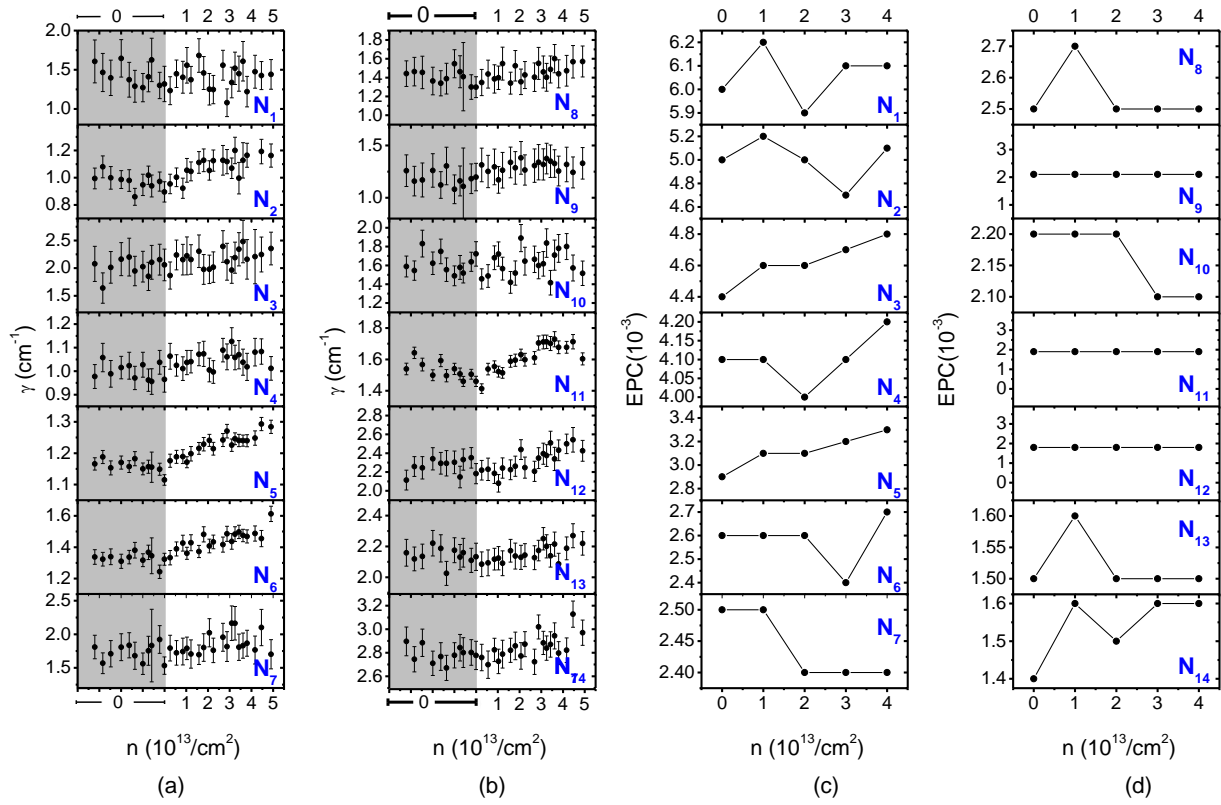 0 1 2 3 4 5
0 1 2 3 4 5
0 1 2 3 4
0 1 2 3 4
γ (cm⁻¹)
2.0
1.5
1.0
N₁
1.2
1.0
0.8
N₂
2.5
2.0
1.5
N₃
1.2
1.1
1.0
0.9
N₄
1.3
1.2
1.1
N₅
1.6
1.4
1.2
N₆
2.5
2.0
1.5
N₇
0 1 2 3 4 5
n (10¹³/cm²)
(a)
γ (cm⁻¹)
1.8
1.6
1.4
1.2
1.0
N₈
1.5
1.0
N₉
2.0
1.8
1.6
1.4
1.2
N₁₀
1.8
1.6
1.4
N₁₁
2.8
2.6
2.4
2.2
2.0
N₁₂
2.4
2.2
2.0
N₁₃
3.2
3.0
2.8
2.6
N₁₄
0 1 2 3 4 5
n (10¹³/cm²)
(b)
EPC(10⁻³)
6.2
6.1
6.0
5.9
N₁
5.2
5.0
4.8
4.6
N₂
4.8
4.6
4.4
N₃
4.20
4.15
4.10
4.05
4.00
N₄
3.4
3.2
3.0
2.8
N₅
2.7
2.6
2.5
2.4
N₆
2.50
2.45
2.40
N₇
0 1 2 3 4
n (10¹³/cm²)
(c)
EPC(10⁻³)
2.7
2.6
2.5
N₈
3
2
1
N₉
2.20
2.15
2.10
N₁₀
3
2
1
0
N₁₁
3
2
1
0
N₁₂
1.60
1.55
1.50
N₁₃
1.6
1.5
1.4
N₁₄
0 1 2 3 4
n (10¹³/cm²)
(d)